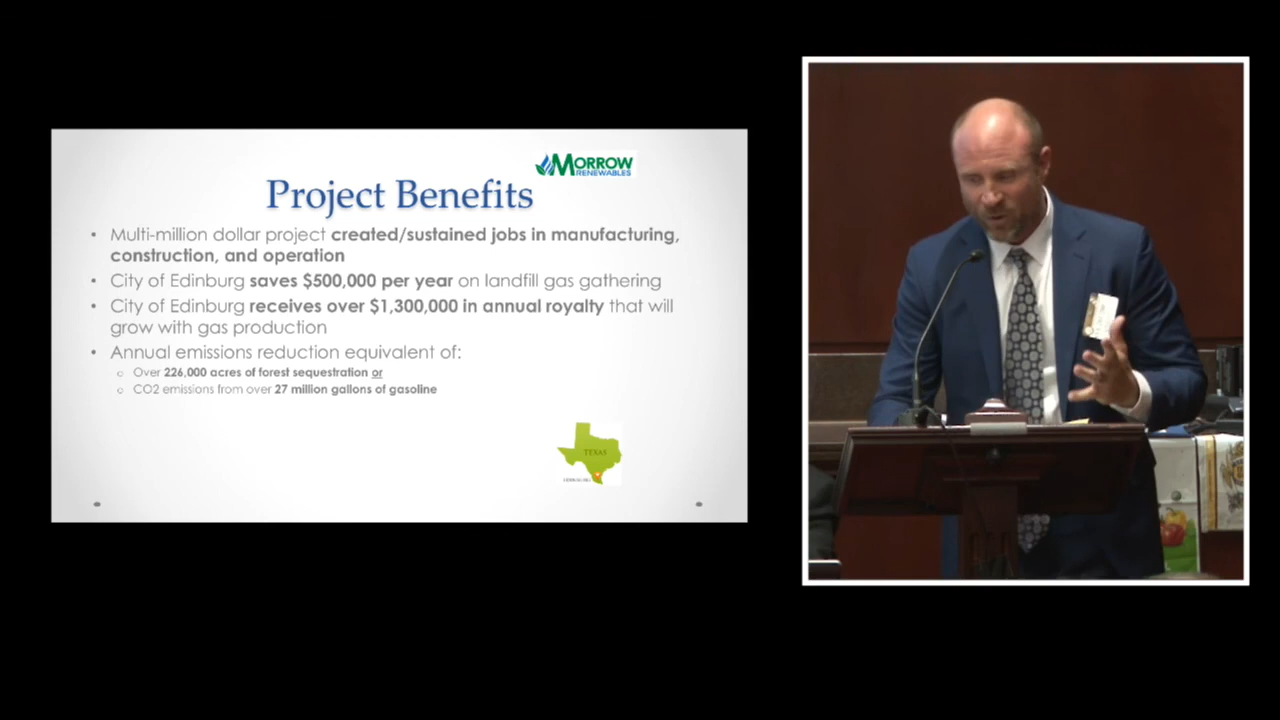 MORROW
RENEWABLES
Project Benefits
• Multi-million dollar project created/sustained jobs in manufacturing,
construction, and operation
• City of Edinburg saves $500,000 per year on landfill gas gathering
• City of Edinburg receives over $1,300,000 in annual royalty that will
grow with gas production
• Annual emissions reduction equivalent of:
○ Over 226,000 acres of forest sequestration or
○ CO2 emissions from over 27 million gallons of gasoline
TEXAS